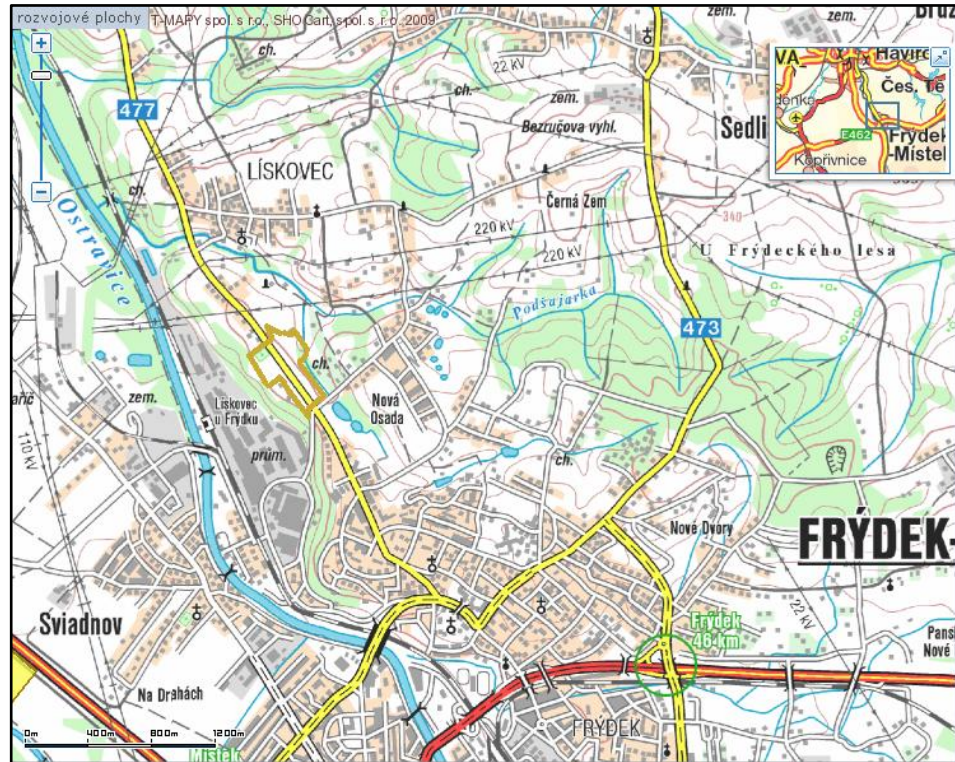 rozvojové plochy
T-MAPY spol. s r.o., SHOCart, spol. s r.o. 2009
477
ch.
22 kV
zem.
zem.
ch.
zem.
Bezručova vyhl.
Sedli
Havířo
Čes. Tě
E462
Frýdek
-Místek
Kopřivnice
LÍSKOVEC
ch.
Ostravice
Černá Zem
340
220 kV
220 kV
U Frýdeckého lesa
Podšajarka
473
ch.
zem.
Lískovec
u Frýdku
Nová
Osada
110 kV
prům.
ch.
Nové Dvory
FRÝDEK-
22 kV
Sviadnov
Frýdek
46 km
Pans
Nové
Na Drahách
FRÝDEK
Místek
0m 400m 800m 1200m